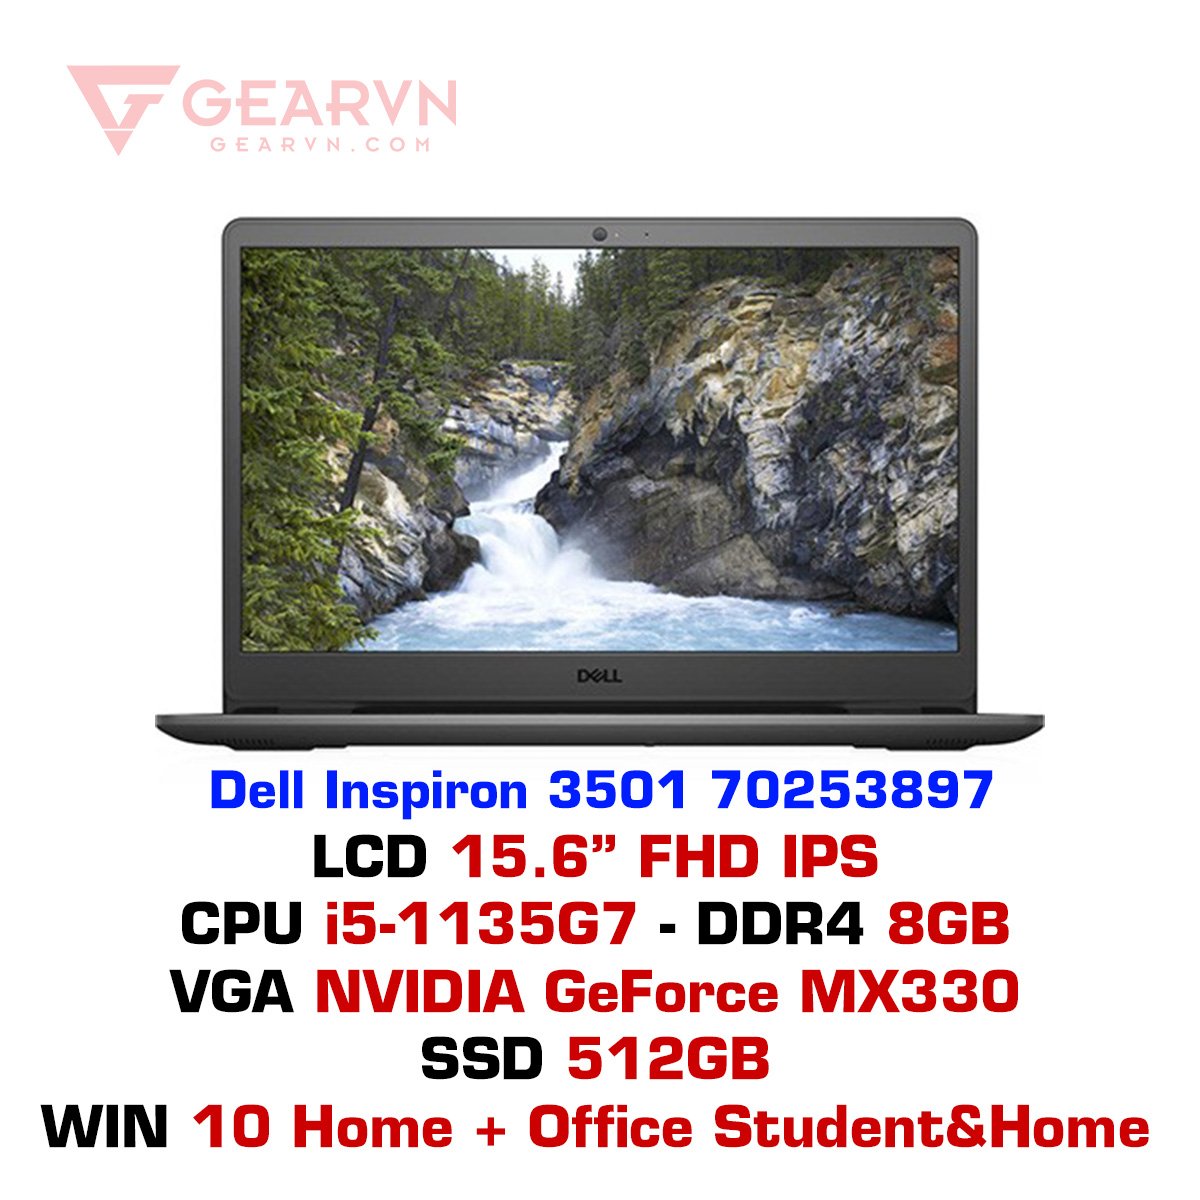 GEARVN
GEARVN.COM
DELL
Dell Inspiron 3501 70253897
LCD 15.6” FHD IPS
CPU i5-1135G7 - DDR4 8GB
VGA NVIDIA GeForce MX330
SSD 512GB
WIN 10 Home + Office Student&Home